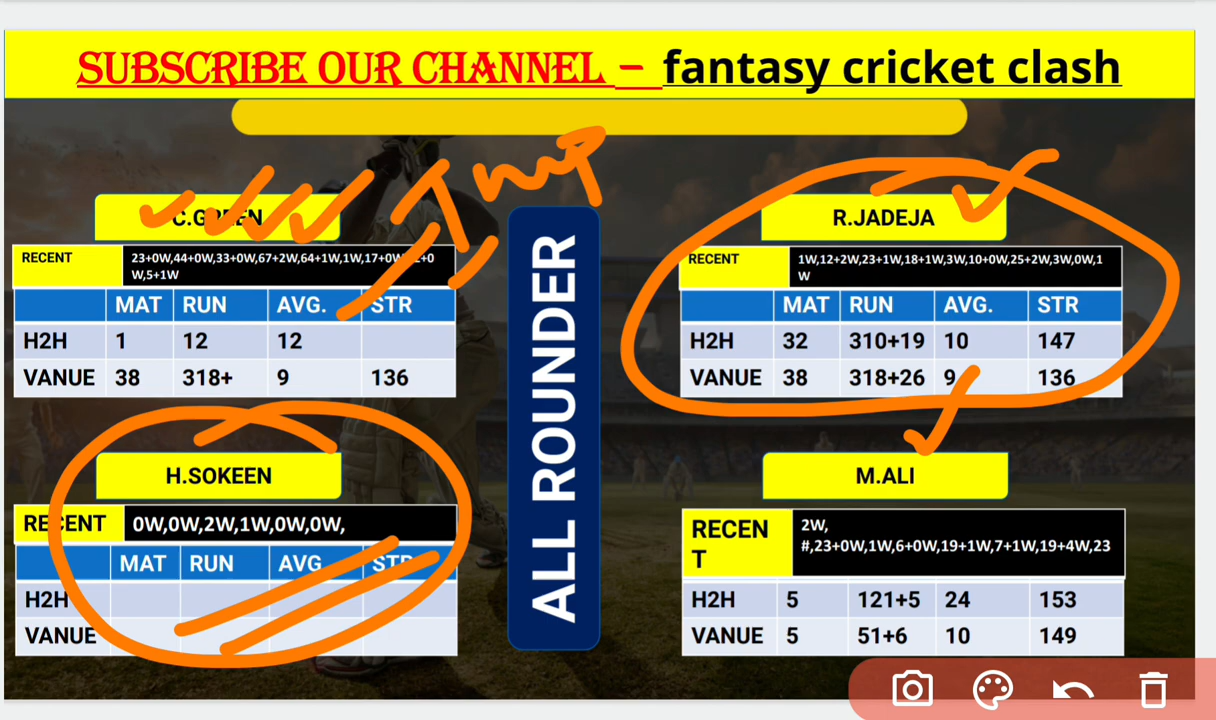 SUBSCRIBE OUR CHANNEL – fantasy cricket clash
Imp
C.GREEN
RECENT 23+0W,44+0W,33+0W,67+2W,64+1W,1W,17+0W
W,5+1W
MAT RUN AVG. STR
H2H 1 12 12
VANUE 38 318+ 9 136
H.SOKEEN
RECENT 0W,0W,2W,1W,0W,0W,
MAT RUN AVG STR
H2H
VANUE
ALL ROUNDER
R.JADEJA
RECENT 1W,12+2W,23+1W,18+1W,3W,10+0W,25+2W,3W,0W,1
W
MAT RUN AVG. STR
H2H 32 310+19 10 147
VANUE 38 318+26 9 136
M.ALI
RECEN
T
2W,
#,23+0W,1W,6+0W,19+1W,7+1W,19+4W,23
H2H 5 121+5 24 153
VANUE 5 51+6 10 149